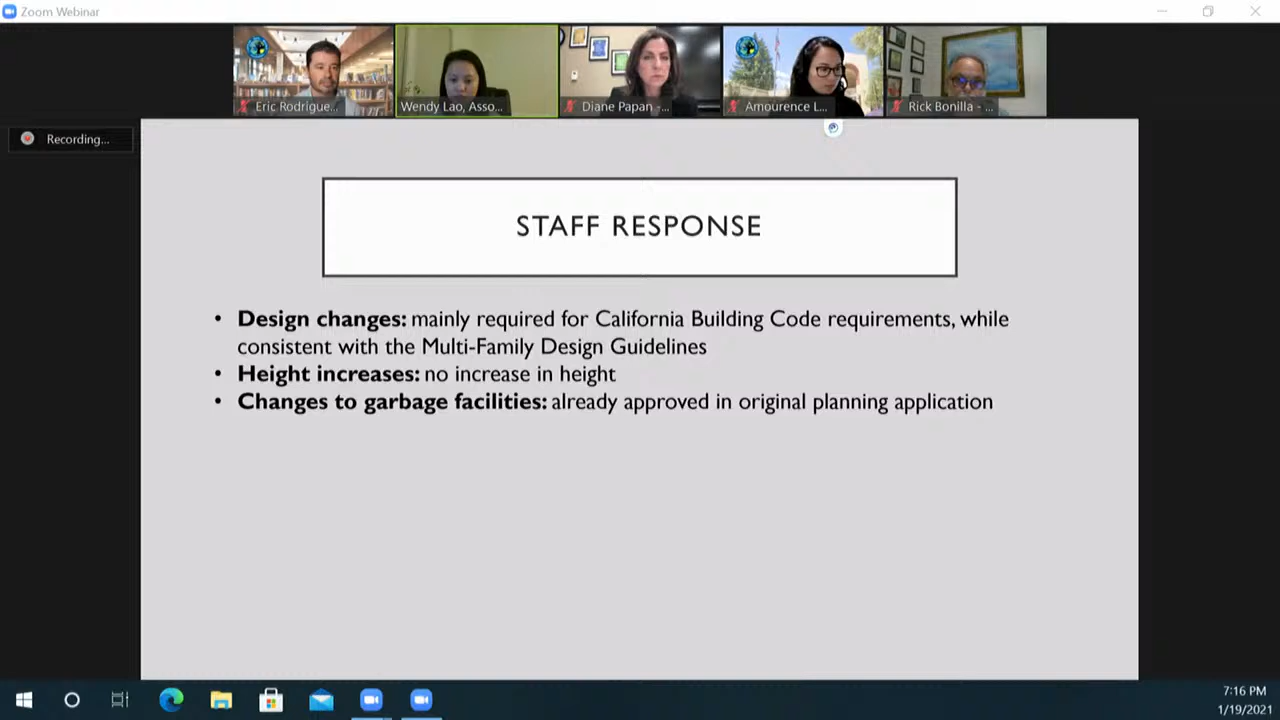 Zoom Webinar
Eric Rodrigue...
Wendy Lao, Asso...
Diane Papan -...
Amourence L...
Rick Bonilla - ...
Recording...
STAFF RESPONSE
• Design changes: mainly required for California Building Code requirements, while
consistent with the Multi-Family Design Guidelines
• Height increases: no increase in height
• Changes to garbage facilities: already approved in original planning application
7:16 PM
1/19/2021